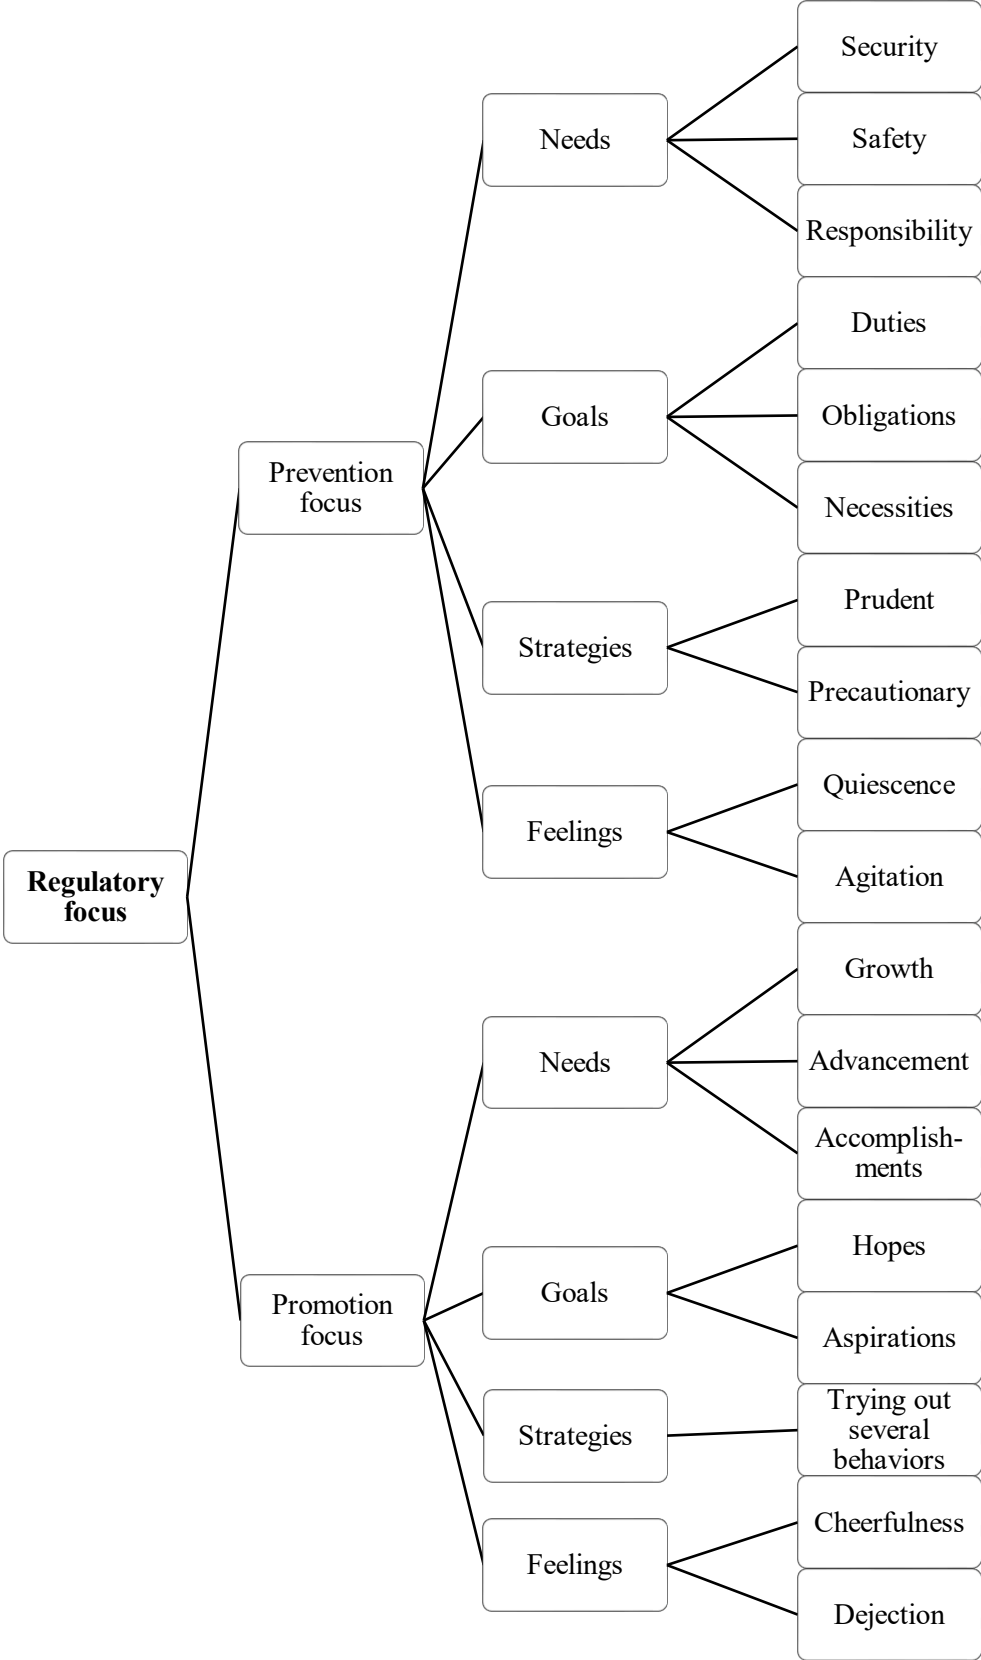 Security
Needs
Safety
Responsibility
Duties
Goals
Obligations
Prevention
focus
Necessities
Prudent
Strategies
Precautionary
Quiescence
Feelings
Agitation
Regulatory
focus
Growth
Needs
Advancement
Accomplish-
ments
Hopes
Promotion
focus
Goals
Aspirations
Trying out
several
behaviors
Strategies
Cheerfulness
Feelings
Dejection